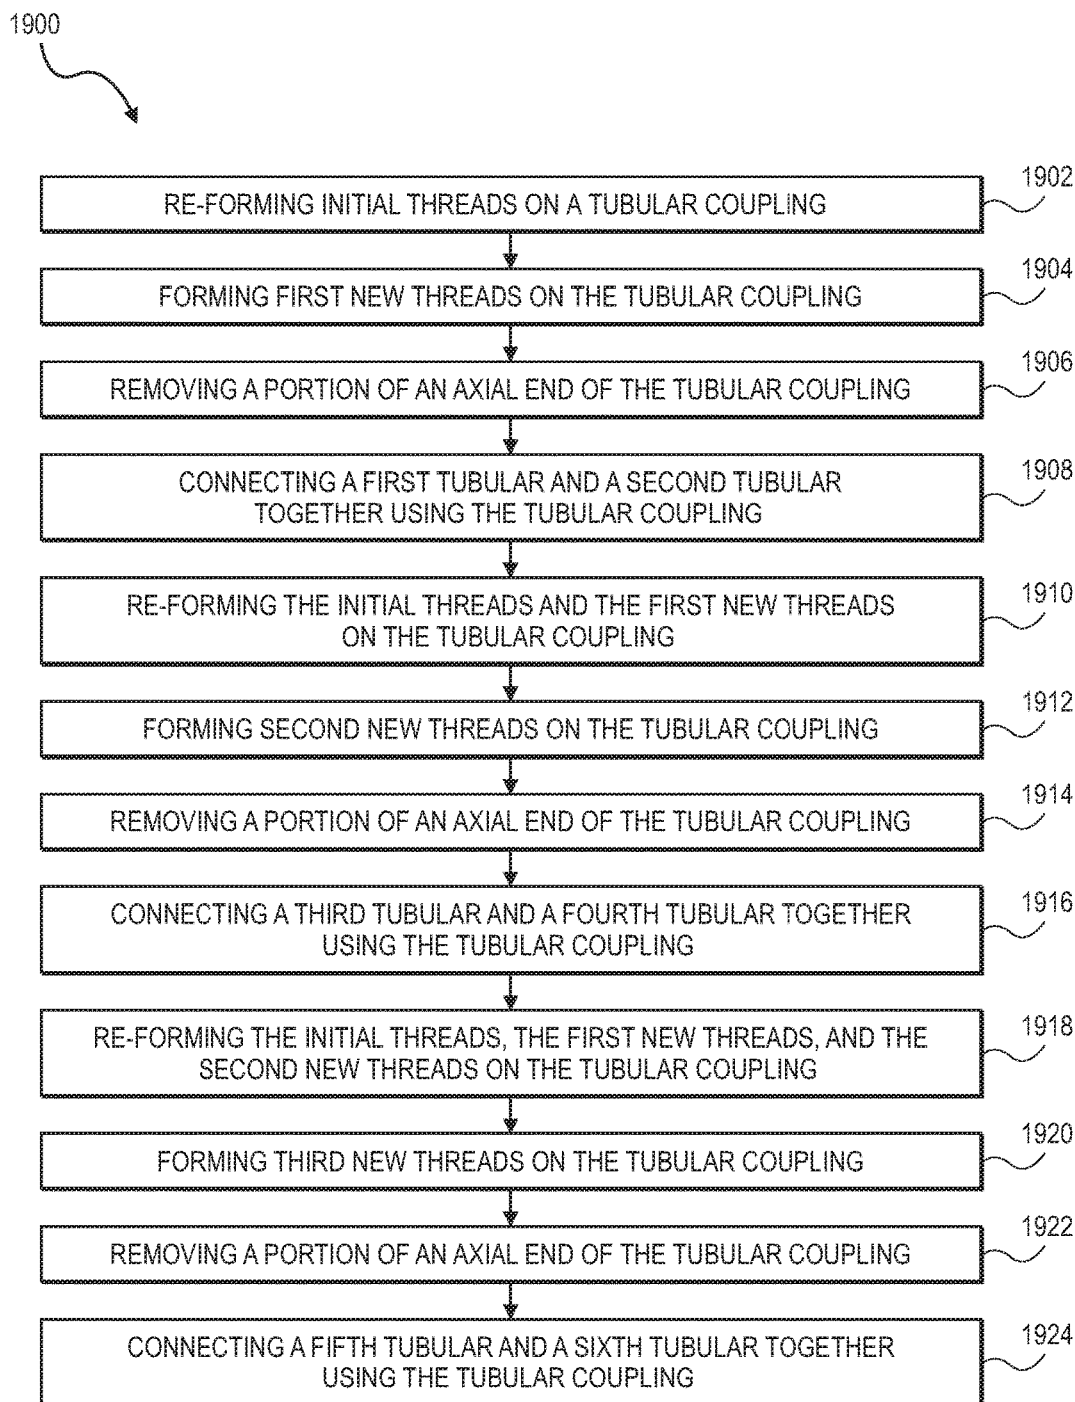 1900
RE-FORMING INITIAL THREADS ON A TUBULAR COUPLING
1902
FORMING FIRST NEW THREADS ON THE TUBULAR COUPLING
1904
REMOVING A PORTION OF AN AXIAL END OF THE TUBULAR COUPLING
1906
CONNECTING A FIRST TUBULAR AND A SECOND TUBULAR
TOGETHER USING THE TUBULAR COUPLING
1908
RE-FORMING THE INITIAL THREADS AND THE FIRST NEW THREADS
ON THE TUBULAR COUPLING
1910
FORMING SECOND NEW THREADS ON THE TUBULAR COUPLING
1912
REMOVING A PORTION OF AN AXIAL END OF THE TUBULAR COUPLING
1914
CONNECTING A THIRD TUBULAR AND A FOURTH TUBULAR TOGETHER
USING THE TUBULAR COUPLING
1916
RE-FORMING THE INITIAL THREADS, THE FIRST NEW THREADS, AND THE
SECOND NEW THREADS ON THE TUBULAR COUPLING
1918
FORMING THIRD NEW THREADS ON THE TUBULAR COUPLING
1920
REMOVING A PORTION OF AN AXIAL END OF THE TUBULAR COUPLING
1922
CONNECTING A FIFTH TUBULAR AND A SIXTH TUBULAR TOGETHER
USING THE TUBULAR COUPLING
1924